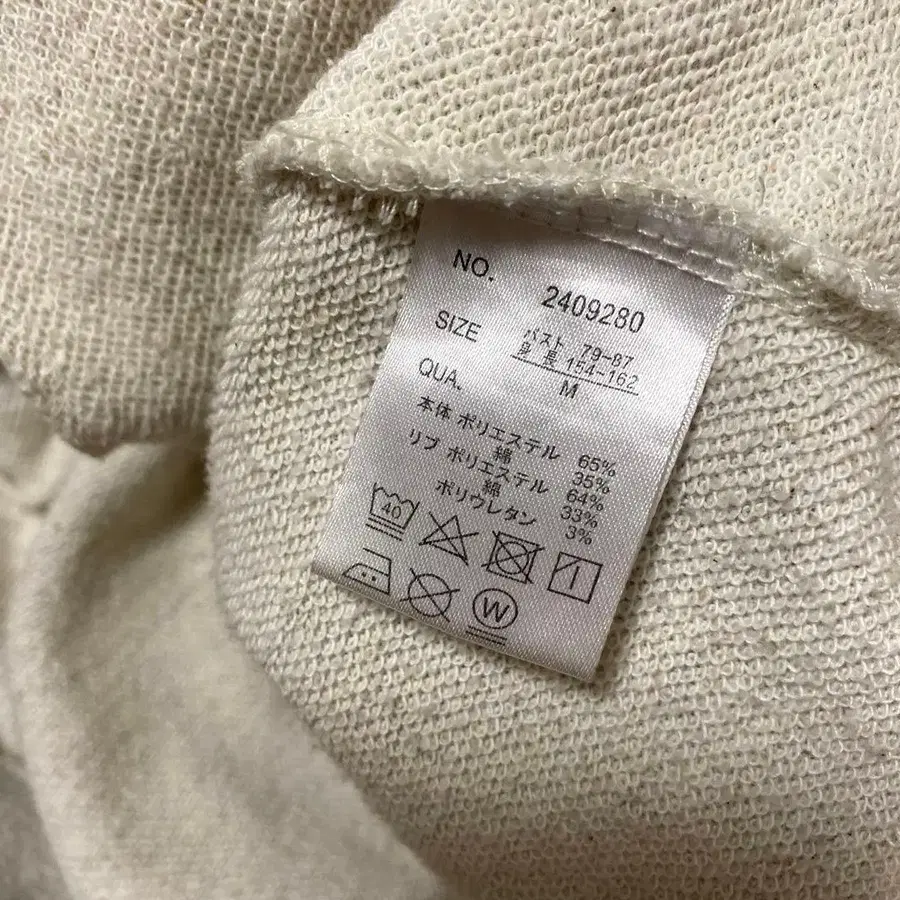 NO. 2409280
SIZE バスト 79-87
身長 154-162
M
QUA.
本体 ポリエステル 65%
綿 35%
リブ ポリエステル 64%
綿 33%
ポリウレタン 3%
40
W